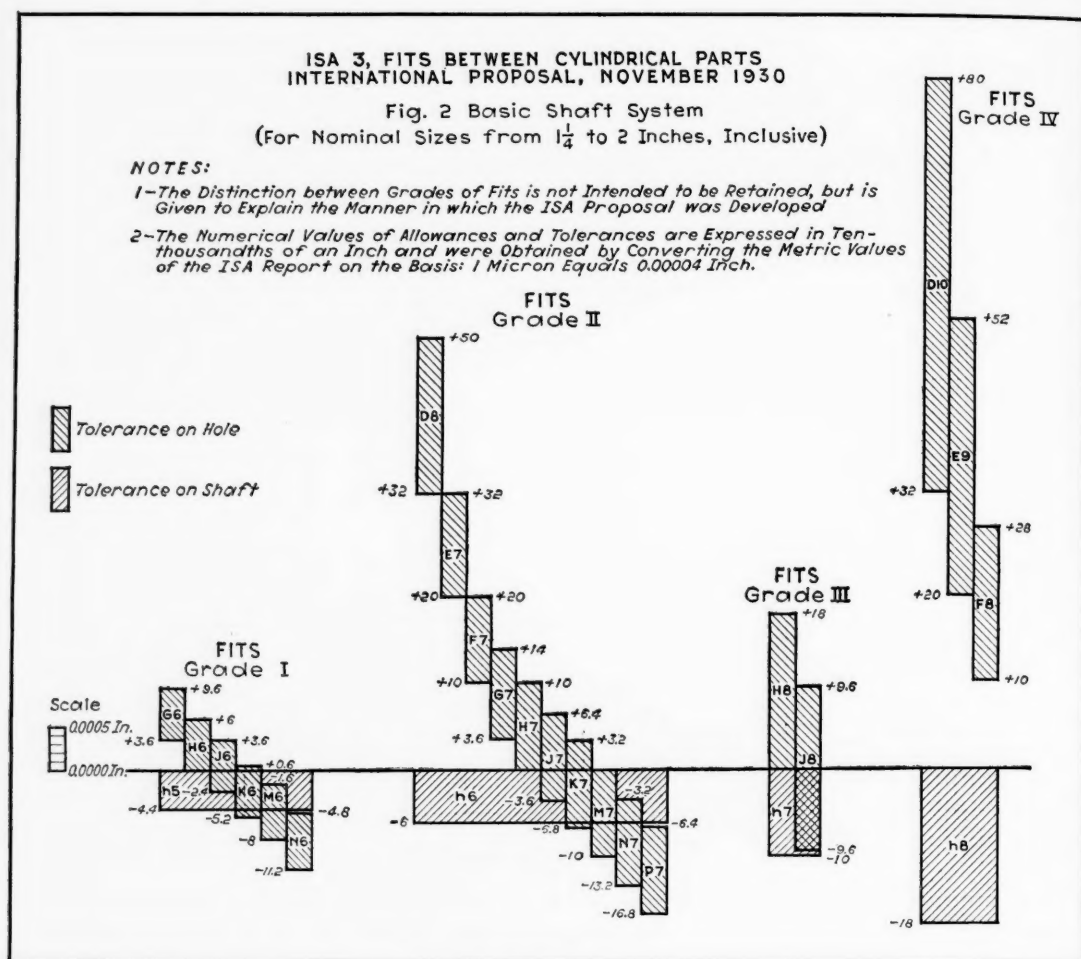 ISA 3, FITS BETWEEN CYLINDRICAL PARTS
INTERNATIONAL PROPOSAL, NOVEMBER 1930
Fig. 2 Basic Shaft System
(For Nominal Sizes from 1 1/4 to 2 Inches, Inclusive)
NOTES:
1-The Distinction between Grades of Fits is not Intended to be Retained, but is
Given to Explain the Manner in which the ISA Proposal was Developed
2-The Numerical Values of Allowances and Tolerances are Expressed in Ten-
thousandths of an Inch and were Obtained by Converting the Metric Values
of the ISA Report on the Basis: 1 Micron Equals 0.00004 Inch.
Tolerance on Hole
Tolerance on Shaft
Scale
0.0005 In.
0.0000 In.
FITS
Grade I
+9.6
G6
+3.6
+6
H6
+3.6
J6
-2.4
+0.6
K6
-5.2
-1.6
M6
-8
-4.8
N6
-11.2
h5
-4.4
FITS
Grade II
+50
D8
+32
+32
E7
+20
+20
F7
+10
+14
G7
+3.6
+10
H7
+6.4
J7
-3.6
+3.2
K7
-6.8
M7
-10
-3.2
N7
-13.2
-6.4
P7
-16.8
h6
-6
FITS
Grade III
+18
H8
+9.6
J8
-9.6
h7
-10
FITS
Grade IV
+80
D10
+32
+52
E9
+20
+28
F8
+10
h8
-18